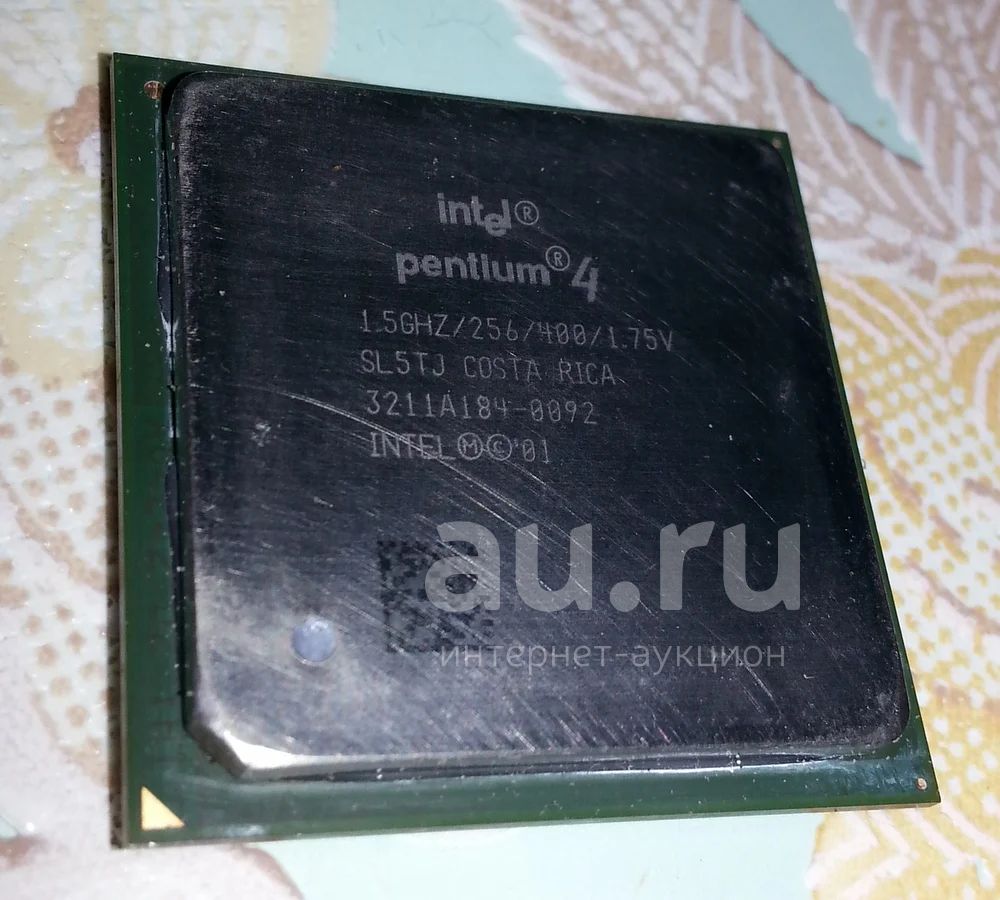 intel®
pentium®4
1.5GHZ/256/400/1.75V
SL5TJ COSTA RICA
3211A184-0092
INTELⓂ©'01
au.ru
интернет-аукцион